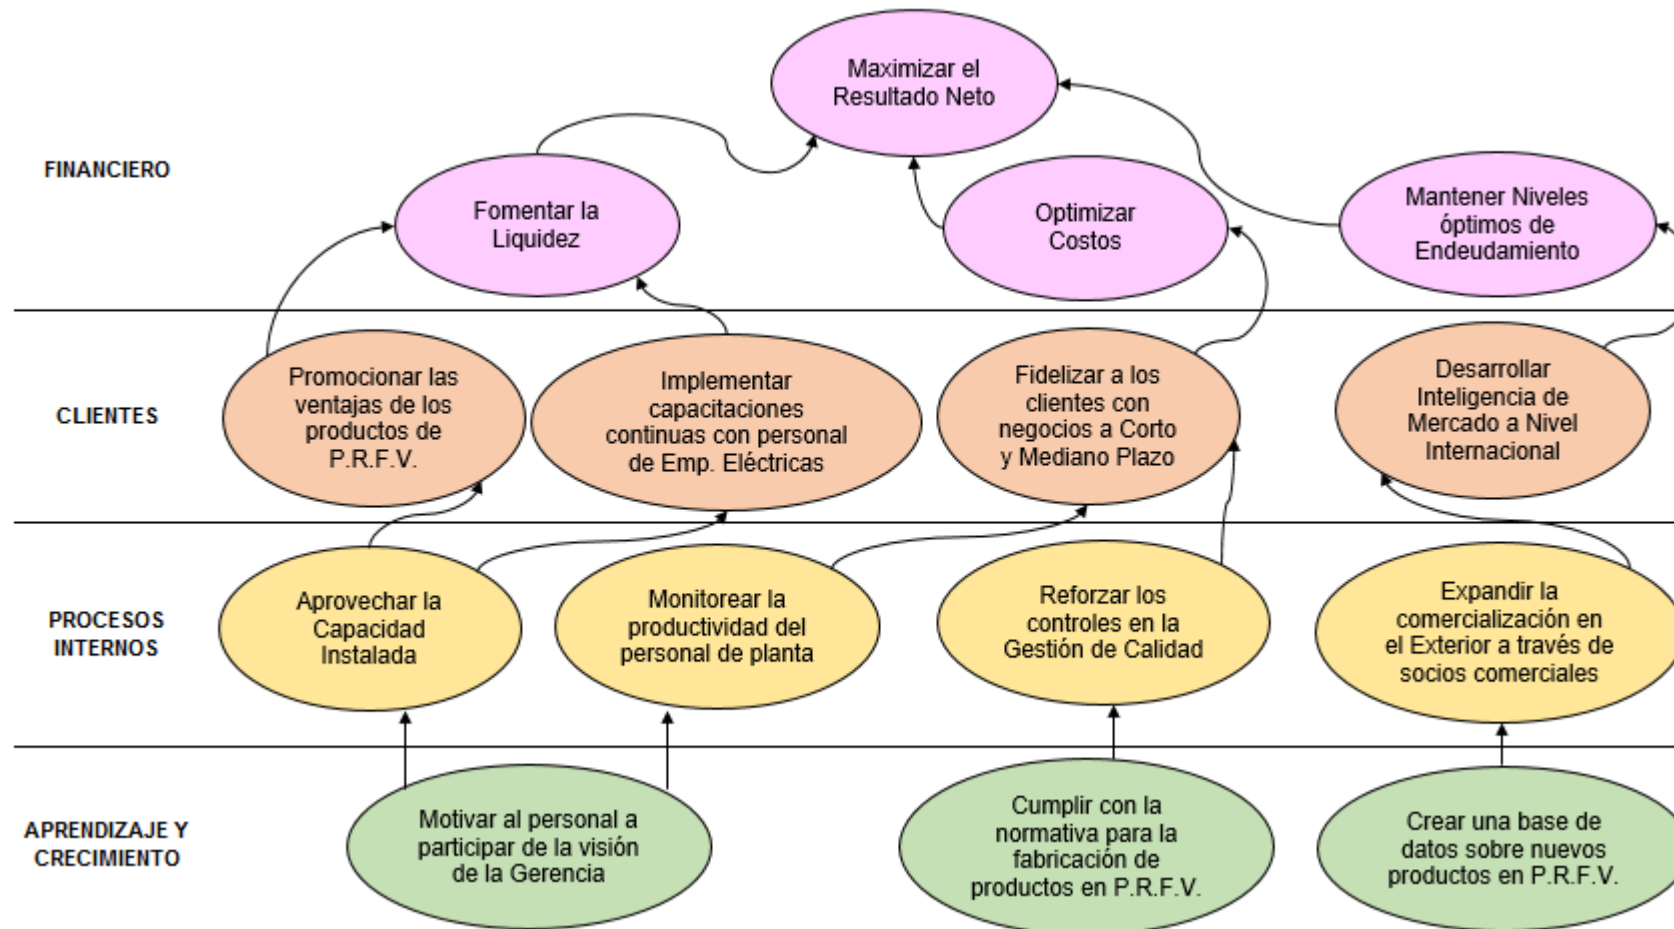 Maximizar el
Resultado Neto
FINANCIERO
Fomentar la
Liquidez
Optimizar
Costos
Mantener Niveles
óptimos de
Endeudamiento
CLIENTES
Promocionar las
ventajas de los
productos de
P.R.F.V.
Implementar
capacitaciones
continuas con personal
de Emp. Eléctricas
Fidelizar a los
clientes con
negocios a Corto
y Mediano Plazo
Desarrollar
Inteligencia de
Mercado a Nivel
Internacional
PROCESOS
INTERNOS
Aprovechar la
Capacidad
Instalada
Monitorear la
productividad del
personal de planta
Reforzar los
controles en la
Gestión de Calidad
Expandir la
comercialización en
el Exterior a través de
socios comerciales
APRENDIZAJE Y
CRECIMIENTO
Motivar al personal a
participar de la visión
de la Gerencia
Cumplir con la
normativa para la
fabricación de
productos en P.R.F.V.
Crear una base de
datos sobre nuevos
productos en P.R.F.V.